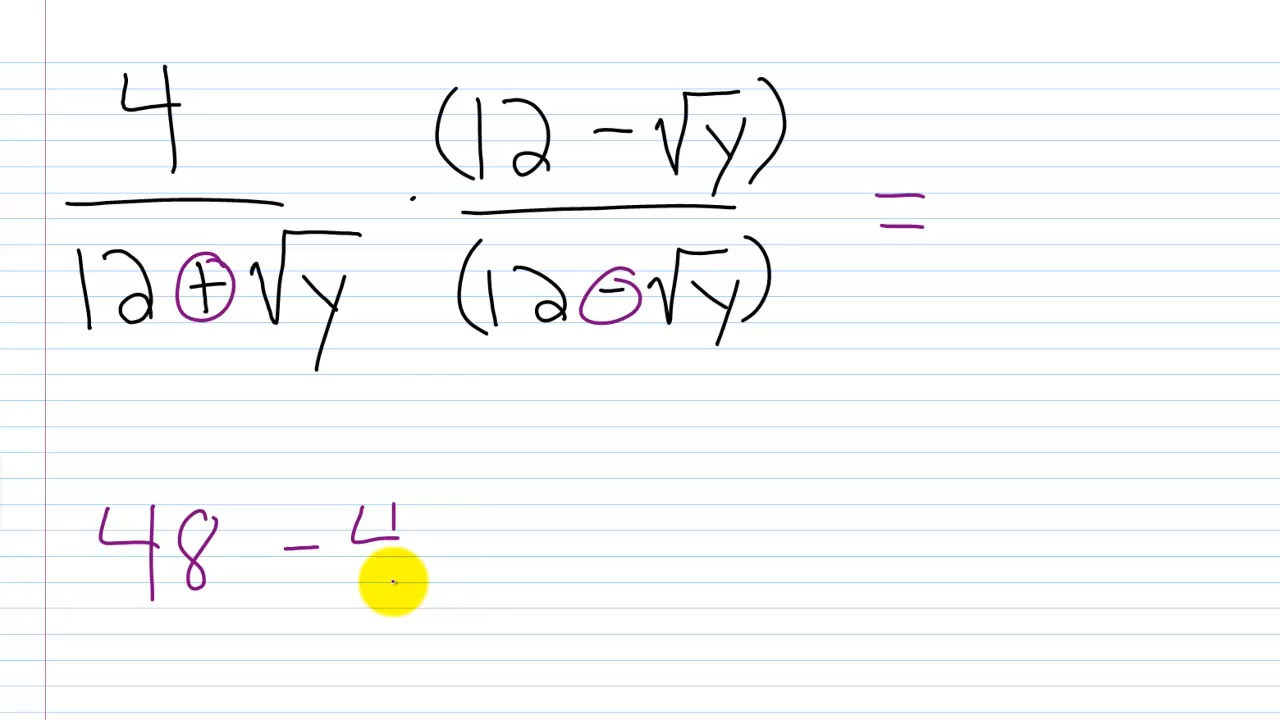 4/(12 + √y) · (12 - √y)/(12 - √y) =
48 - 4